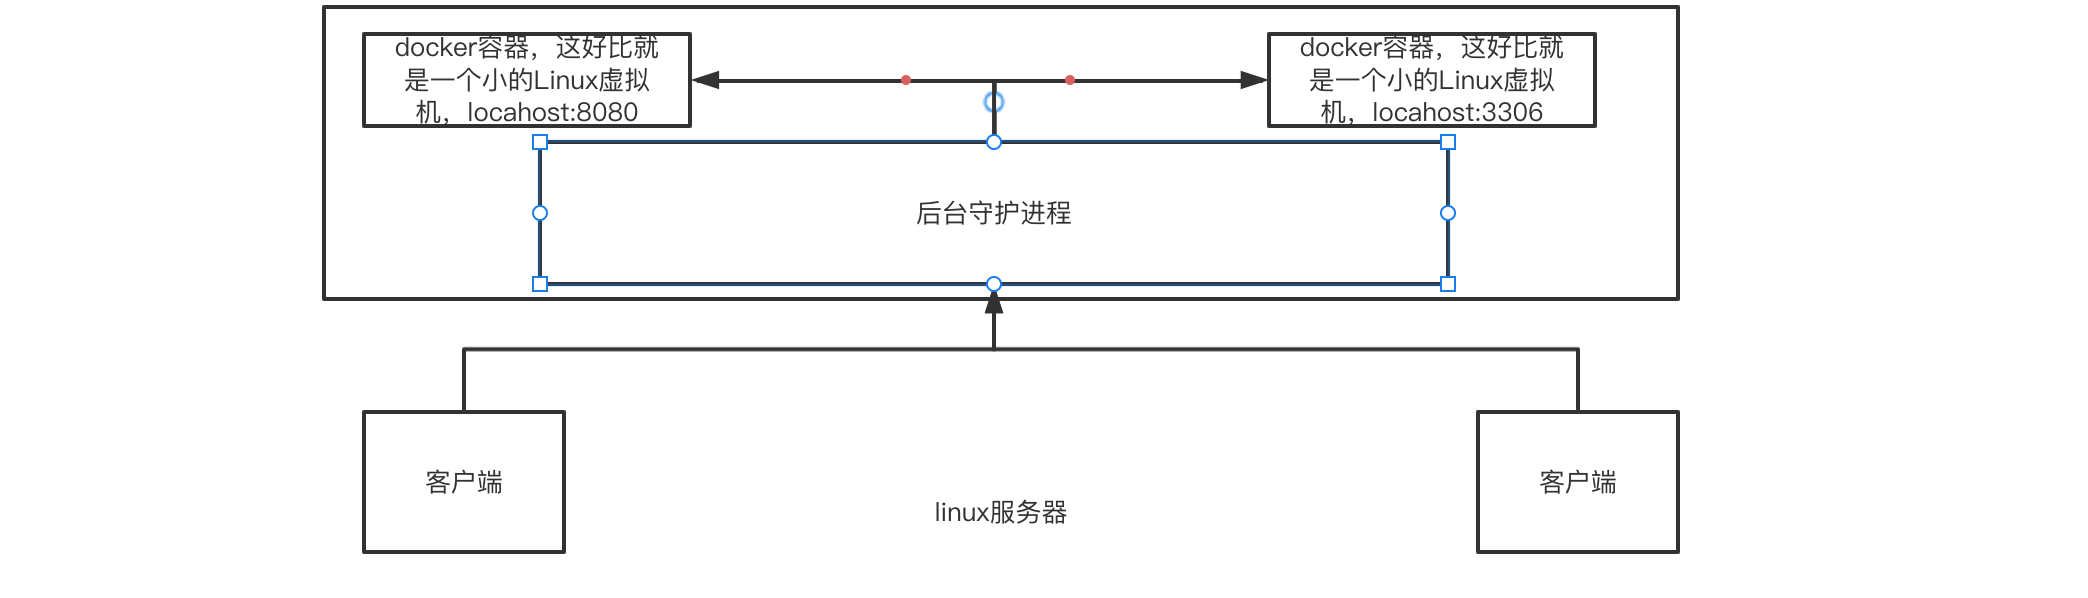 docker容器，这好比就
是一个小的Linux虚拟
机，locahost:8080
docker容器，这好比就
是一个小的Linux虚拟
机，locahost:3306
后台守护进程
客户端
linux服务器
客户端